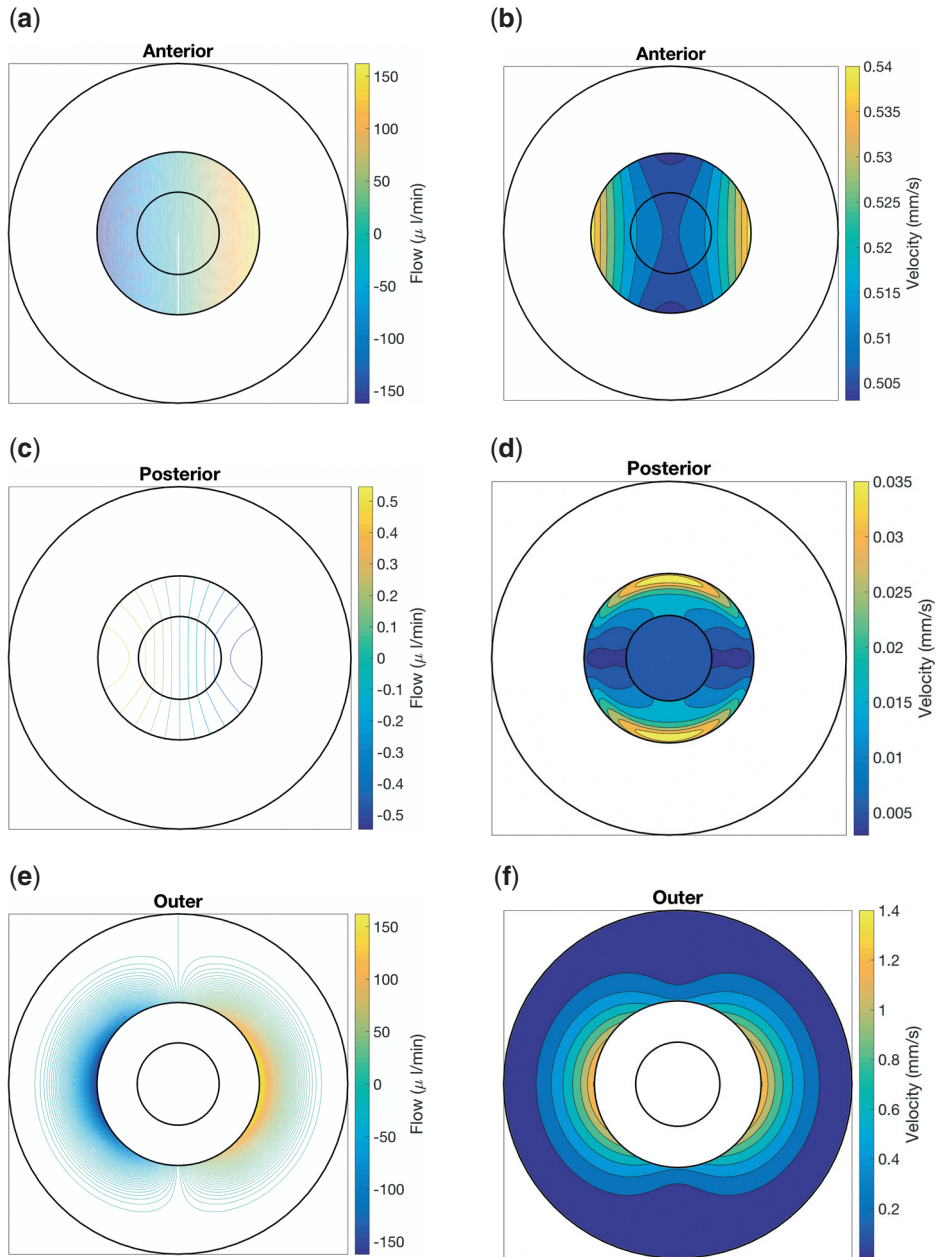 (a)
Anterior
150
100
50
0
-50
-100
-150
Flow (μ l/min)
(b)
Anterior
0.54
0.535
0.53
0.525
0.52
0.515
0.51
0.505
Velocity (mm/s)
(c)
Posterior
0.5
0.4
0.3
0.2
0.1
0
-0.1
-0.2
-0.3
-0.4
-0.5
Flow (μ l/min)
(d)
Posterior
0.035
0.03
0.025
0.02
0.015
0.01
0.005
Velocity (mm/s)
(e)
Outer
150
100
50
0
-50
-100
-150
Flow (μ l/min)
(f)
Outer
1.4
1.2
1
0.8
0.6
0.4
0.2
Velocity (mm/s)